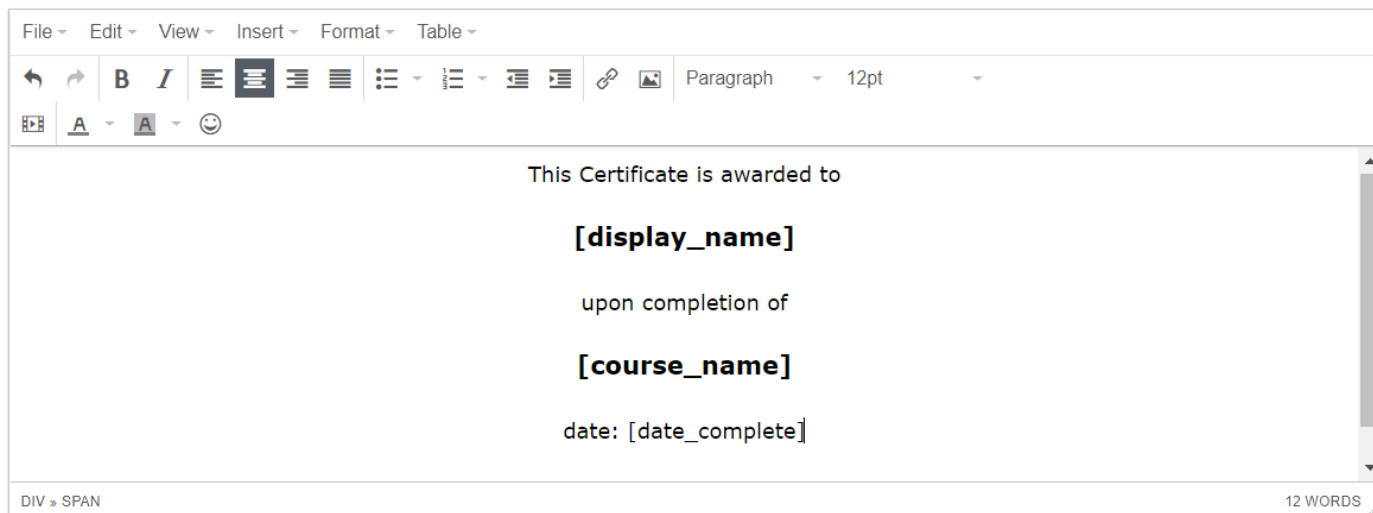 File Edit View Insert Format Table
B I Paragraph 12pt
A A
This Certificate is awarded to
[display_name]
upon completion of
[course_name]
date: [date_complete]
DIV » SPAN 12 WORDS